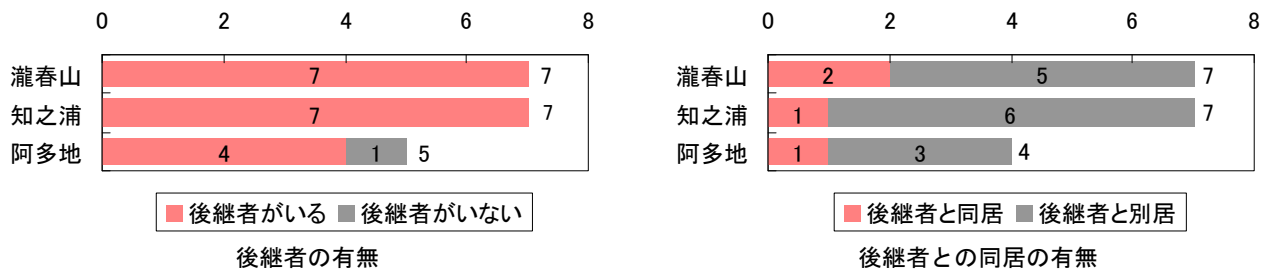 0 2 4 6 8
瀧春山 7 7
知之浦 7 7
阿多地 4 1 5
後継者がいる 後継者がいない
後継者の有無
0 2 4 6 8
瀧春山 2 5 7
知之浦 1 6 7
阿多地 1 3 4
後継者と同居 後継者と別居
後継者との同居の有無